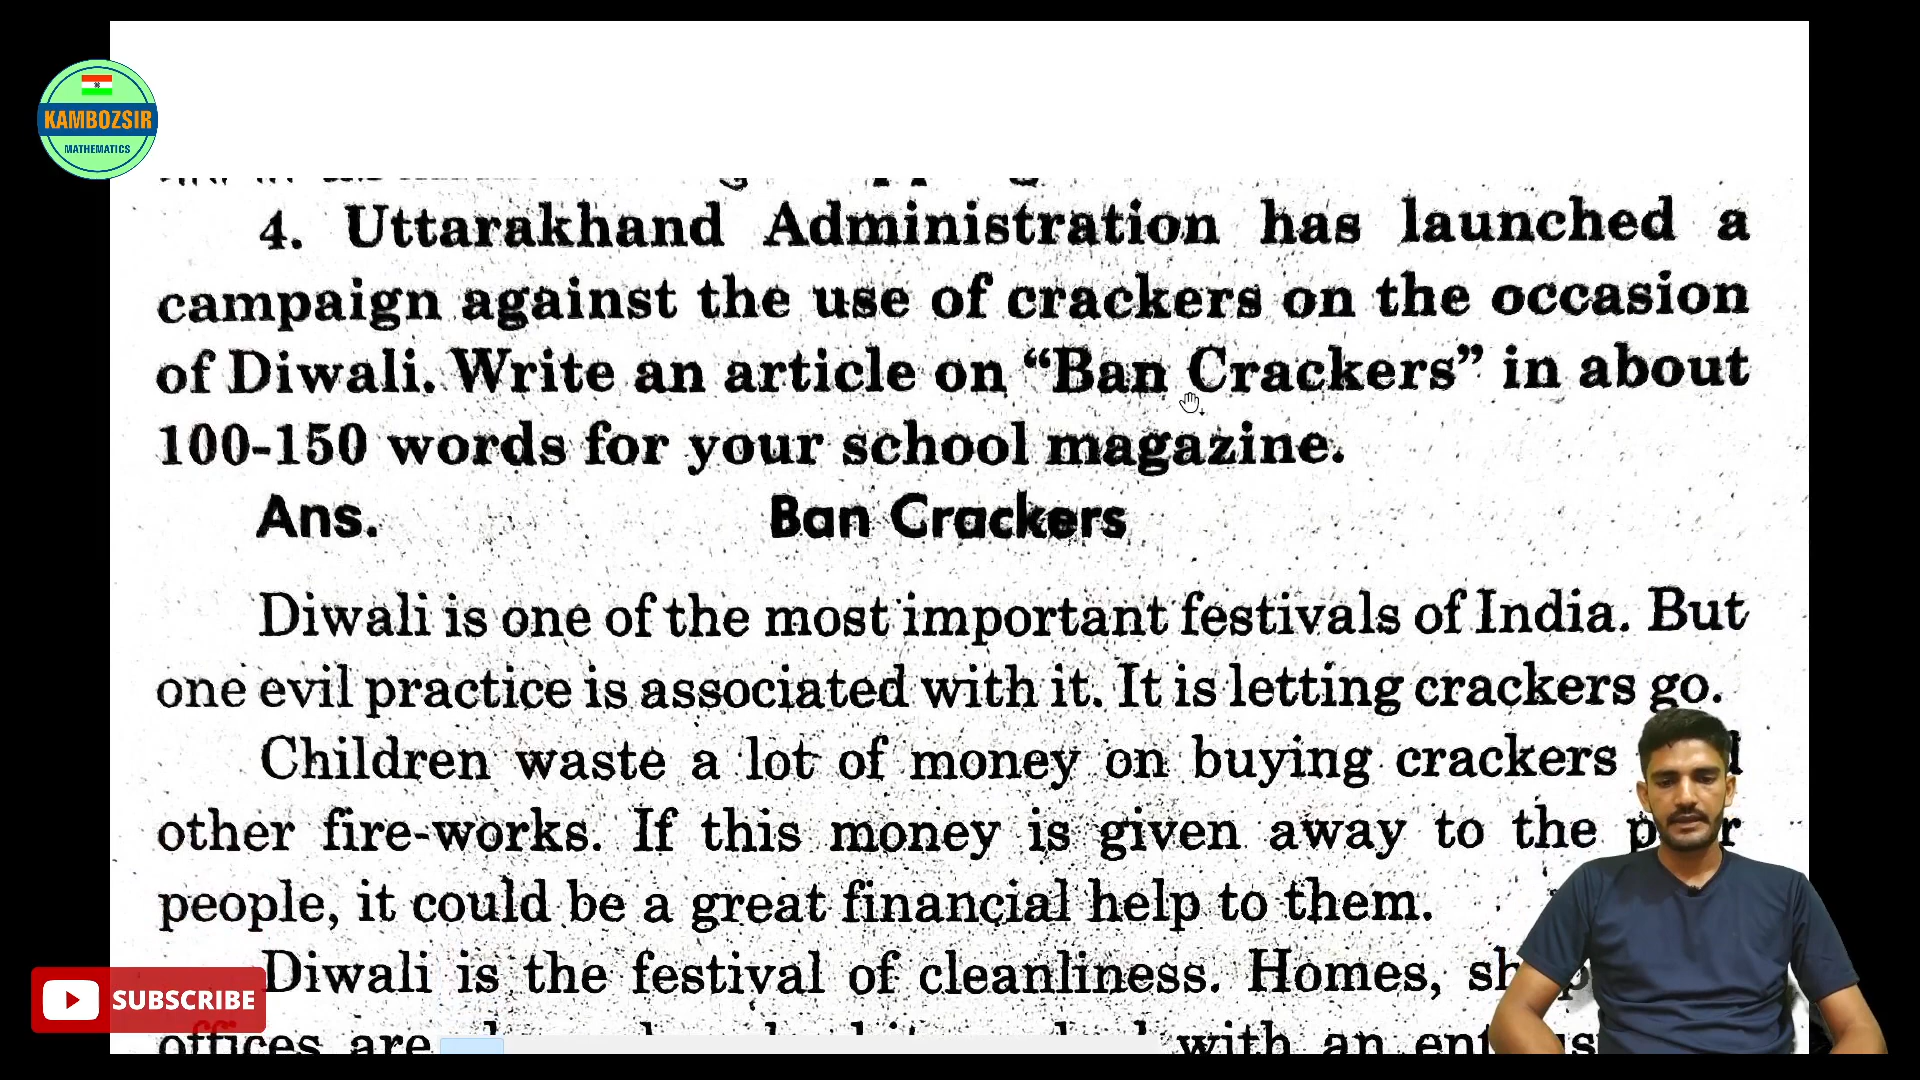 KAMBOZSIR
MATHEMATICS
4. Uttarakhand Administration has launched a
campaign against the use of crackers on the occasion
of Diwali. Write an article on “Ban Crackers” in about
100-150 words for your school magazine.
Ans. Ban Crackers
Diwali is one of the most important festivals of India. But
one evil practice is associated with it. It is letting crackers go.
Children waste a lot of money on buying crackers
other fire-works. If this money is given away to the
people, it could be a great financial help to them.
Diwali is the festival of cleanliness. Homes,
SUBSCRIBE
offices are with an